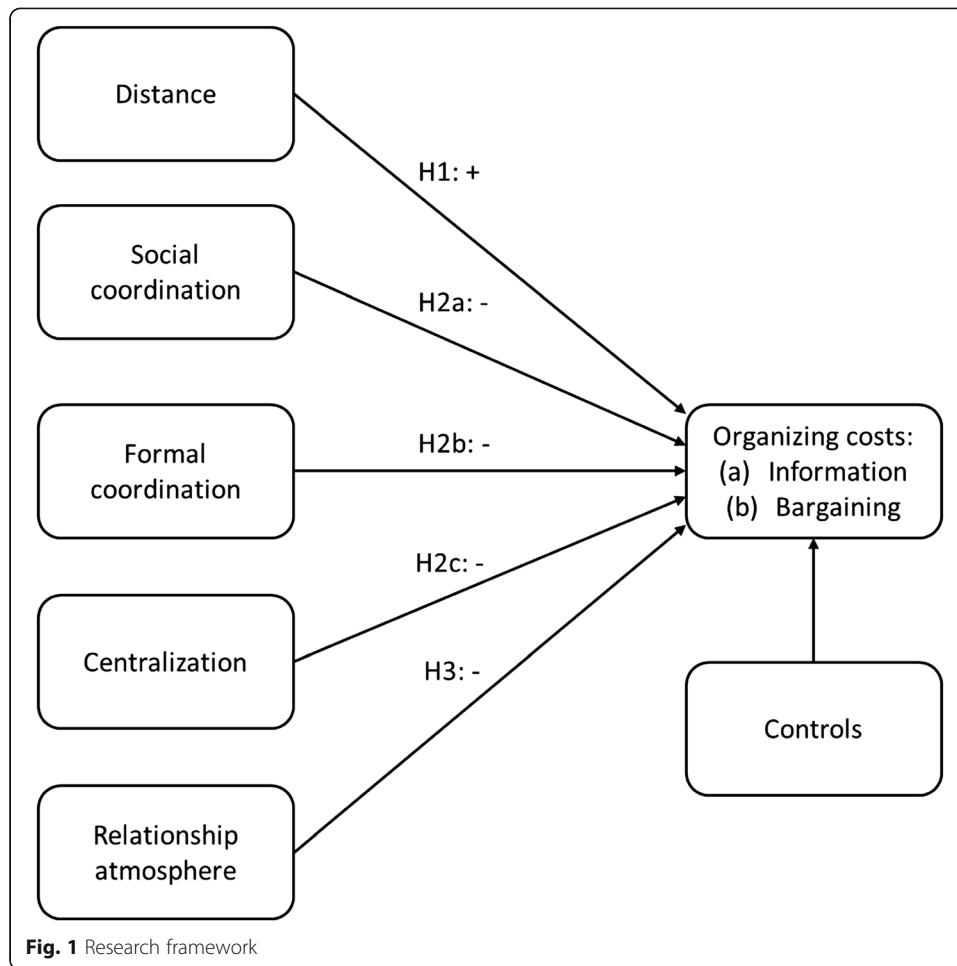 Distance
H1: +
Social
coordination
H2a: -
Formal
coordination
H2b: -
Organizing costs:
(a) Information
(b) Bargaining
H2c: -
Centralization
H3: -
Controls
Relationship
atmosphere
Fig. 1 Research framework